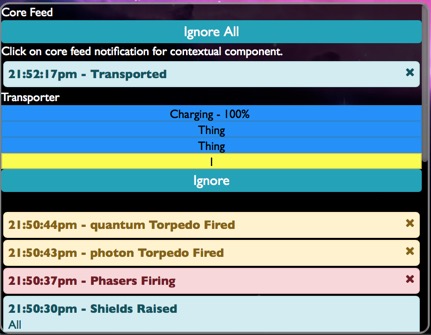 Core Feed
Ignore All
Click on core feed notification for contextual component.
21:52:17pm - Transported ×
Transporter
Charging - 100%
Thing
Thing
1
Ignore
21:50:44pm - quantum Torpedo Fired ×
21:50:43pm - photon Torpedo Fired ×
21:50:37pm - Phasers Firing ×
21:50:30pm - Shields Raised
All